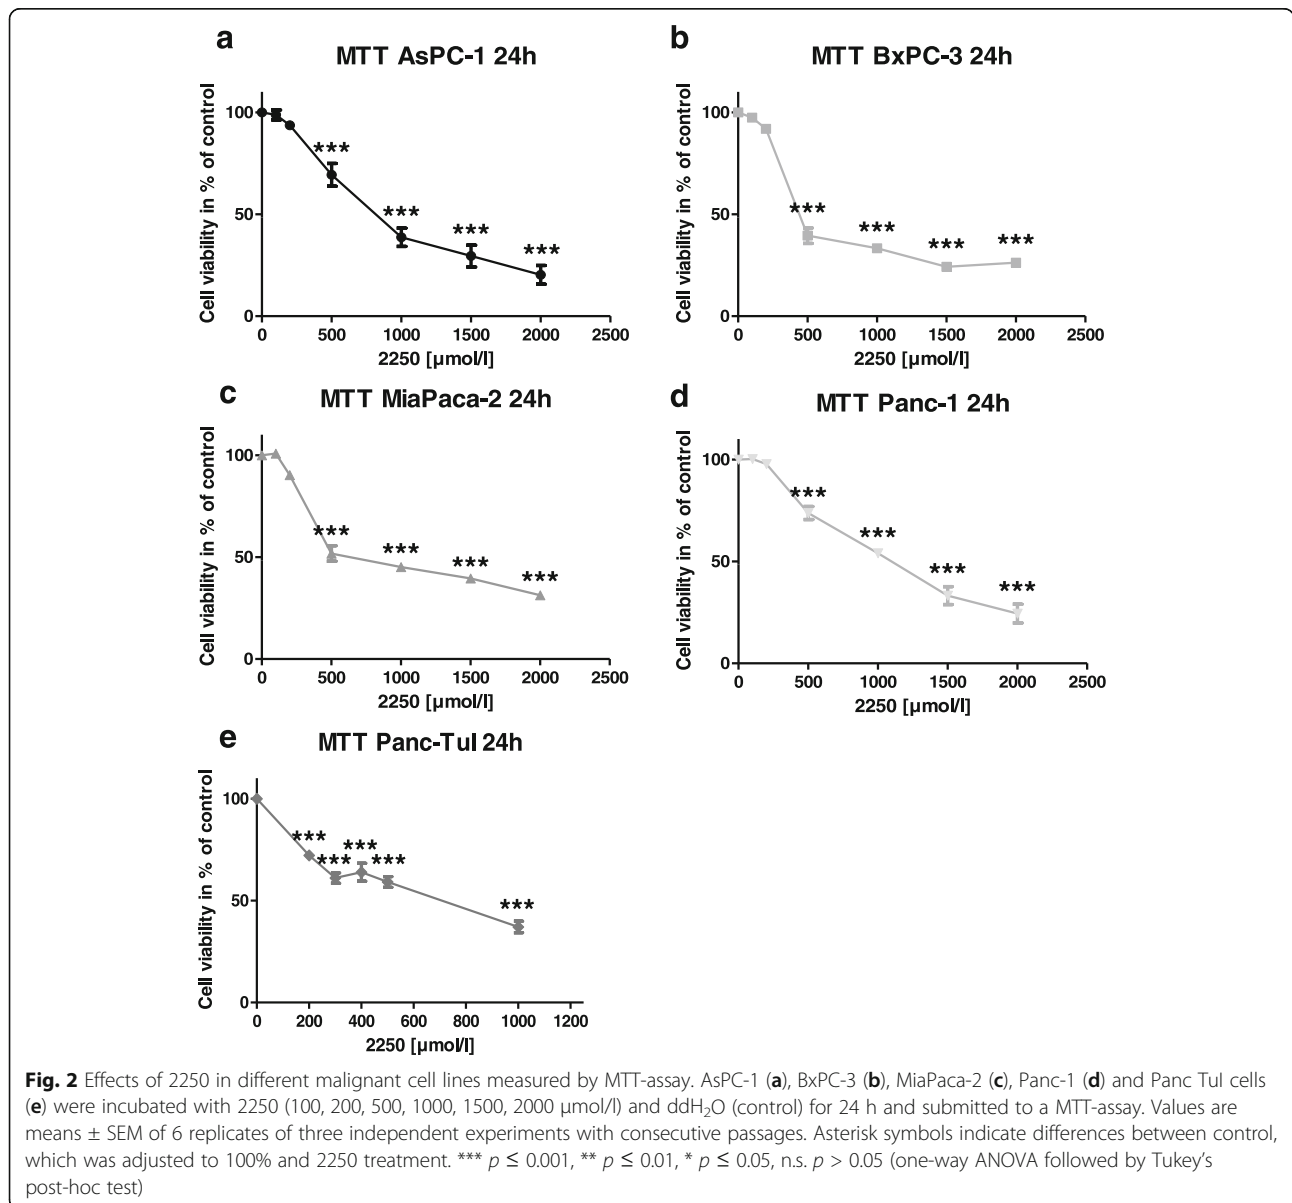 a
MTT AsPC-1 24h
Cell viability in % of control
100
50
0
*** *** *** ***
0 500 1000 1500 2000 2500
2250 [µmol/l]
b
MTT BxPC-3 24h
Cell viability in % of control
100
50
0
*** *** *** ***
0 500 1000 1500 2000 2500
2250 [µmol/l]
c
MTT MiaPaca-2 24h
Cell viability in % of control
100
50
0
*** *** *** ***
0 500 1000 1500 2000 2500
2250 [µmol/l]
d
MTT Panc-1 24h
Cell viability in % of control
100
50
0
*** *** *** ***
0 500 1000 1500 2000 2500
2250 [µmol/l]
e
MTT Panc-TuI 24h
Cell viability in % of control
100
50
0
*** *** *** *** ***
0 200 400 600 800 1000 1200
2250 [µmol/l]
Fig. 2 Effects of 2250 in different malignant cell lines measured by MTT-assay. AsPC-1 (a), BxPC-3 (b), MiaPaca-2 (c), Panc-1 (d) and Panc TuI cells
(e) were incubated with 2250 (100, 200, 500, 1000, 1500, 2000 µmol/l) and ddH₂O (control) for 24 h and submitted to a MTT-assay. Values are
means ± SEM of 6 replicates of three independent experiments with consecutive passages. Asterisk symbols indicate differences between control,
which was adjusted to 100% and 2250 treatment. *** p ≤ 0.001, ** p ≤ 0.01, * p ≤ 0.05, n.s. p > 0.05 (one-way ANOVA followed by Tukey's
post-hoc test)